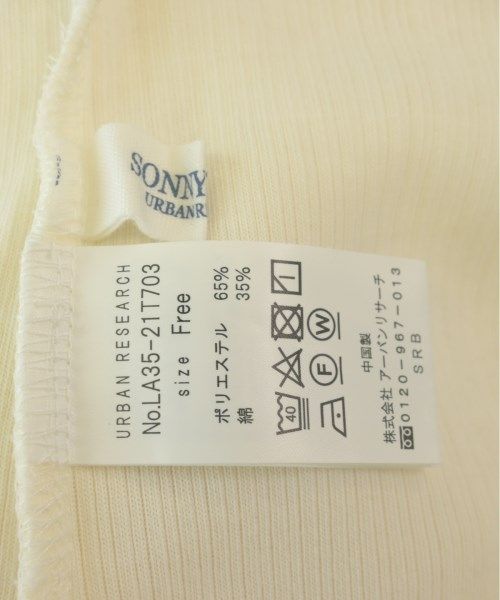 SONNY
URBANR
URBAN RESEARCH
No.LA35-21T703
size Free
ポリエステル 65%
綿 35%
40
F W
中国製
株式会社 アーバンリサーチ
0120-967-013
SRB